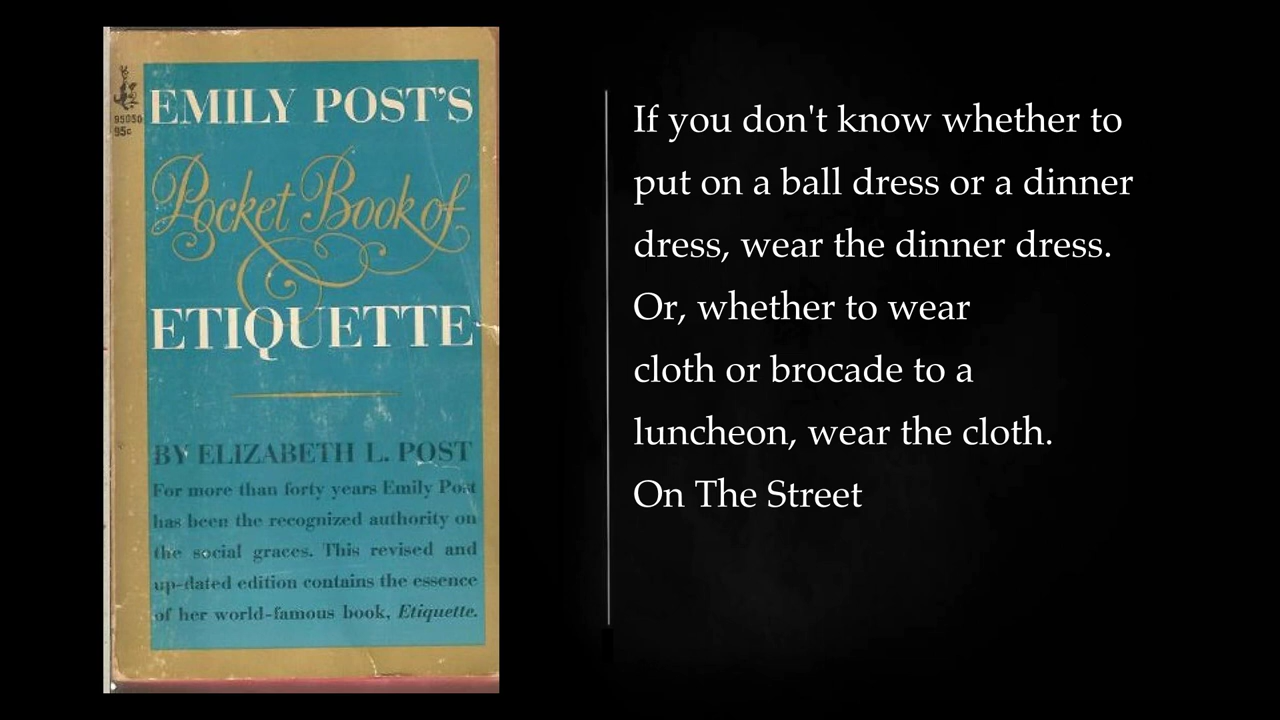 EMILY POST'S
Pocket Book of
ETIQUETTE
95050
95c
BY ELIZABETH L. POST
For more than forty years Emily Post
has been the recognized authority on
the social graces. This revised and
up-dated edition contains the essence
of her world-famous book, Etiquette.
If you don't know whether to
put on a ball dress or a dinner
dress, wear the dinner dress.
Or, whether to wear
cloth or brocade to a
luncheon, wear the cloth.
On The Street